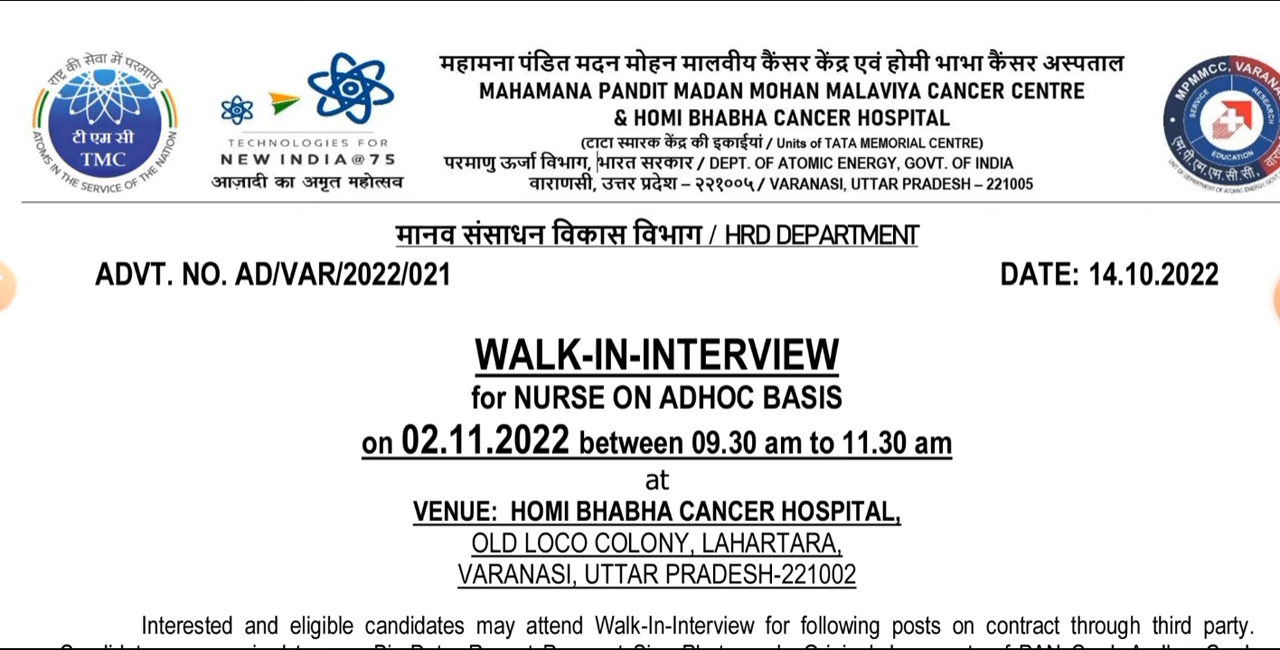 राष्ट्र की सेवा में परमाणु
टी एम सी
TMC
ATOMS IN THE SERVICE OF THE NATION
TECHNOLOGIES FOR
NEW INDIA@75
आज़ादी का अमृत महोत्सव
महामना पंडित मदन मोहन मालवीय कैंसर केंद्र एवं होमी भाभा कैंसर अस्पताल
MAHAMANA PANDIT MADAN MOHAN MALAVIYA CANCER CENTRE
& HOMI BHABHA CANCER HOSPITAL
(टाटा स्मारक केंद्र की इकाईयां / Units of TATA MEMORIAL CENTRE)
परमाणु ऊर्जा विभाग, भारत सरकार / DEPT. OF ATOMIC ENERGY, GOVT. OF INDIA
वाराणसी, उत्तर प्रदेश – २२१००५ / VARANASI, UTTAR PRADESH – 221005
MPMMCC, VARANA
SERVICE
RESEARCH
EDUCATION
एम.पी.एम.एम.सी.सी.,
मानव संसाधन विकास विभाग / HRD DEPARTMENT
ADVT. NO. AD/VAR/2022/021 DATE: 14.10.2022
WALK-IN-INTERVIEW
for NURSE ON ADHOC BASIS
on 02.11.2022 between 09.30 am to 11.30 am
at
VENUE: HOMI BHABHA CANCER HOSPITAL,
OLD LOCO COLONY, LAHARTARA,
VARANASI, UTTAR PRADESH-221002
Interested and eligible candidates may attend Walk-In-Interview for following posts on contract through third party.